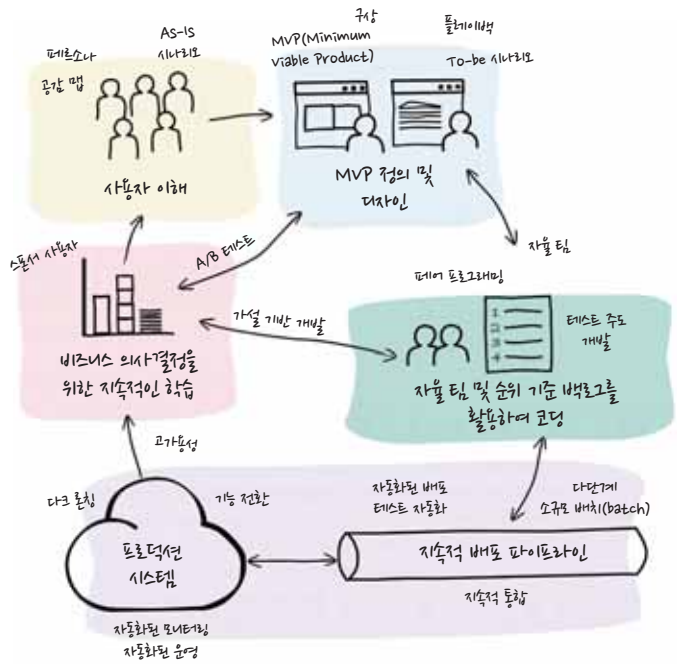 페르소나
공감 맵
AS-IS
시나리오
사용자 이해
구상
MVP(Minimum
Viable Product)
플레이백
To-be 시나리오
MVP 정의 및
디자인
자율 팀
스폰서 사용자
A/B 테스트
비즈니스 의사결정을
위한 지속적인 학습
가설 기반 개발
페어 프로그래밍
1
2
3
4
테스트 주도
개발
자율 팀 및 순위 기준 백로그를
활용하여 코딩
고가용성
다크 론칭
기능 전환
프로덕션
시스템
자동화된 모니터링
자동화된 운영
자동화된 배포
테스트 자동화
다단계
소규모 배치(batch)
지속적 배포 파이프라인
지속적 통합